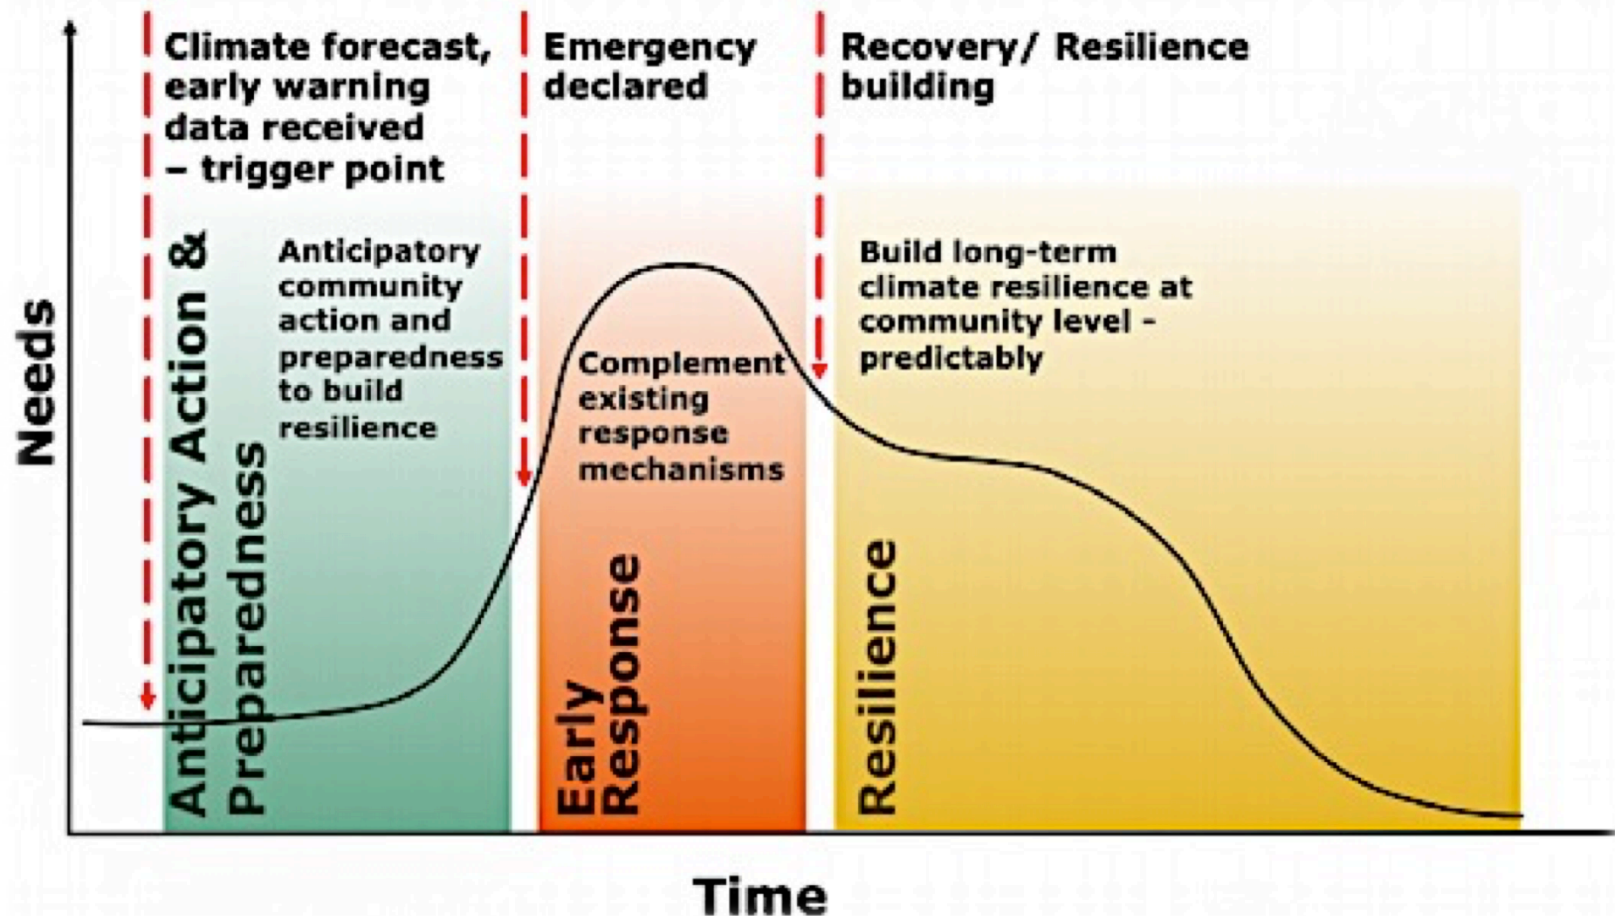 Climate forecast,
early warning
data received
– trigger point
Emergency
declared
Recovery/ Resilience
building
Needs
Anticipatory Action &
Preparedness
Anticipatory
community
action and
preparedness
to build
resilience
Early
Response
Complement
existing
response
mechanisms
Resilience
Build long-term
climate resilience at
community level -
predictably
Time